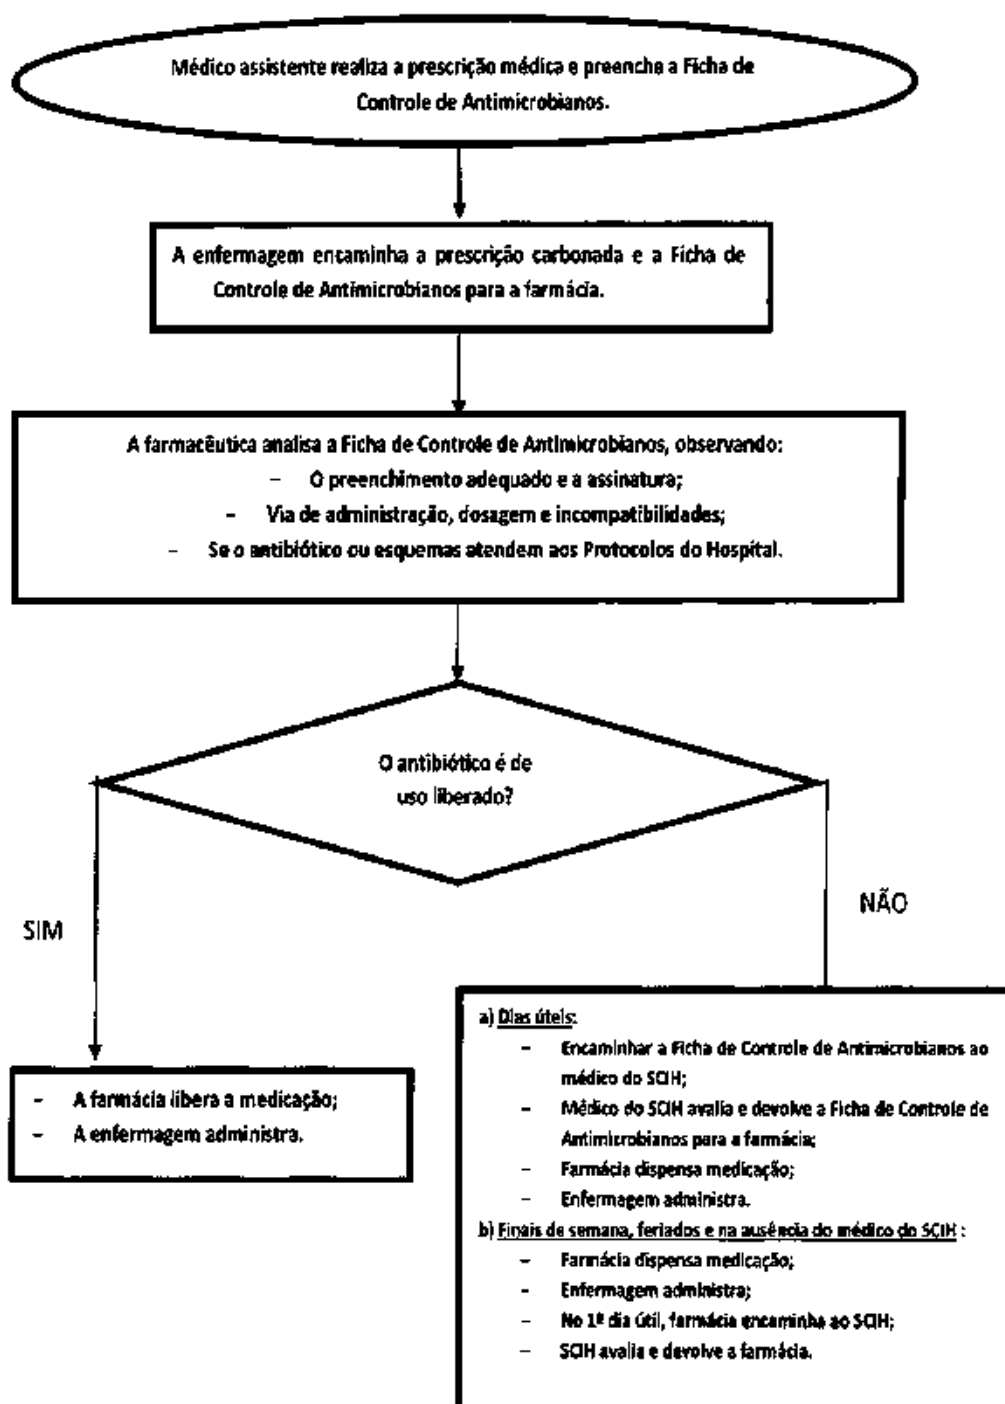 Médico assistente realiza a prescrição médica e preenche a Ficha de
Controle de Antimicrobianos.
A enfermagem encaminha a prescrição carbonada e a Ficha de
Controle de Antimicrobianos para a farmácia.
A farmacêutica analisa a Ficha de Controle de Antimicrobianos, observando:
– O preenchimento adequado e a assinatura;
– Via de administração, dosagem e incompatibilidades;
– Se o antibiótico ou esquemas atendem aos Protocolos do Hospital.
O antibiótico é de
uso liberado?
SIM
NÃO
– A farmácia libera a medicação;
– A enfermagem administra.
a) Dias úteis:
– Encaminhar a Ficha de Controle de Antimicrobianos ao
médico do SCIH;
– Médico do SCIH avalia e devolve a Ficha de Controle de
Antimicrobianos para a farmácia;
– Farmácia dispensa medicação;
– Enfermagem administra.
b) Finais de semana, feriados e na ausência do médico do SCIH :
– Farmácia dispensa medicação;
– Enfermagem administra;
– No 1º dia útil, farmácia encaminha ao SCIH;
– SCIH avalia e devolve a farmácia.